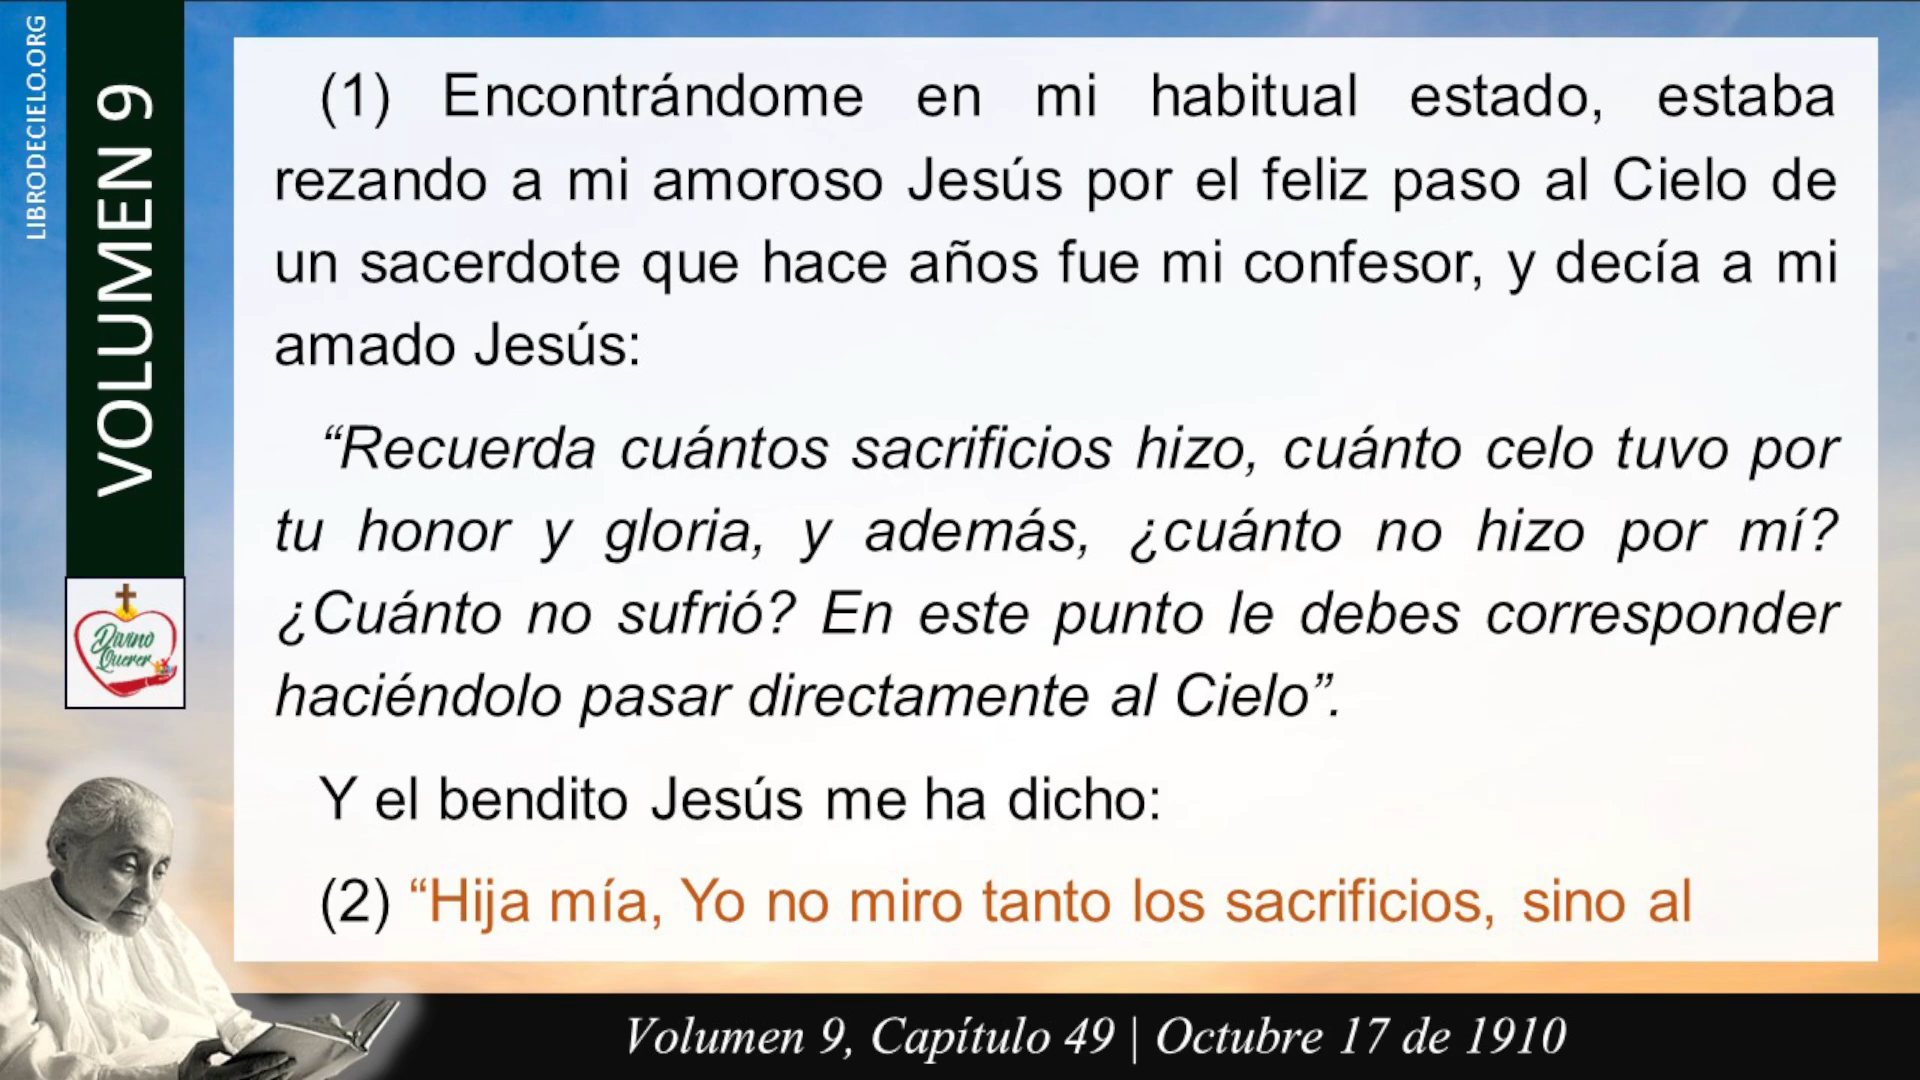 LIBRODECIELO.ORG
VOLUMEN 9
Divino
Querer
(1) Encontrándome en mi habitual estado, estaba
rezando a mi amoroso Jesús por el feliz paso al Cielo de
un sacerdote que hace años fue mi confesor, y decía a mi
amado Jesús:
“Recuerda cuántos sacrificios hizo, cuánto celo tuvo por
tu honor y gloria, y además, ¿cuánto no hizo por mí?
¿Cuánto no sufrió? En este punto le debes corresponder
haciéndolo pasar directamente al Cielo”.
Y el bendito Jesús me ha dicho:
(2) “Hija mía, Yo no miro tanto los sacrificios, sino al
Volumen 9, Capítulo 49 | Octubre 17 de 1910